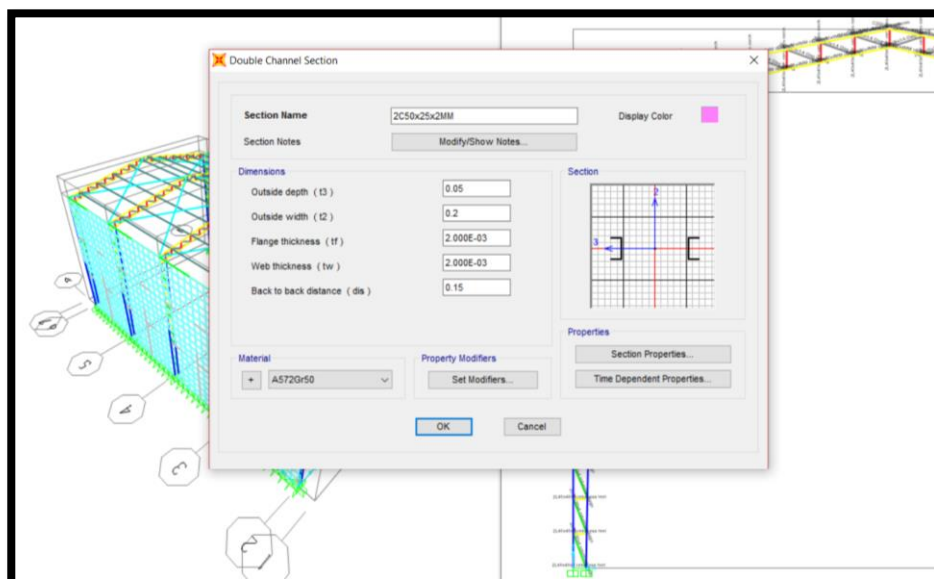 Double Channel Section
Section Name 2C50x25x2MM Display Color
Section Notes Modify/Show Notes...
Dimensions
Outside depth ( t3 ) 0.05
Outside width ( t2 ) 0.2
Flange thickness ( tf ) 2.000E-03
Web thickness ( tw ) 2.000E-03
Back to back distance ( dis ) 0.15
Section
2
3
Material
+ A572Gr50
Property Modifiers
Set Modifiers...
Properties
Section Properties...
Time Dependent Properties...
OK Cancel